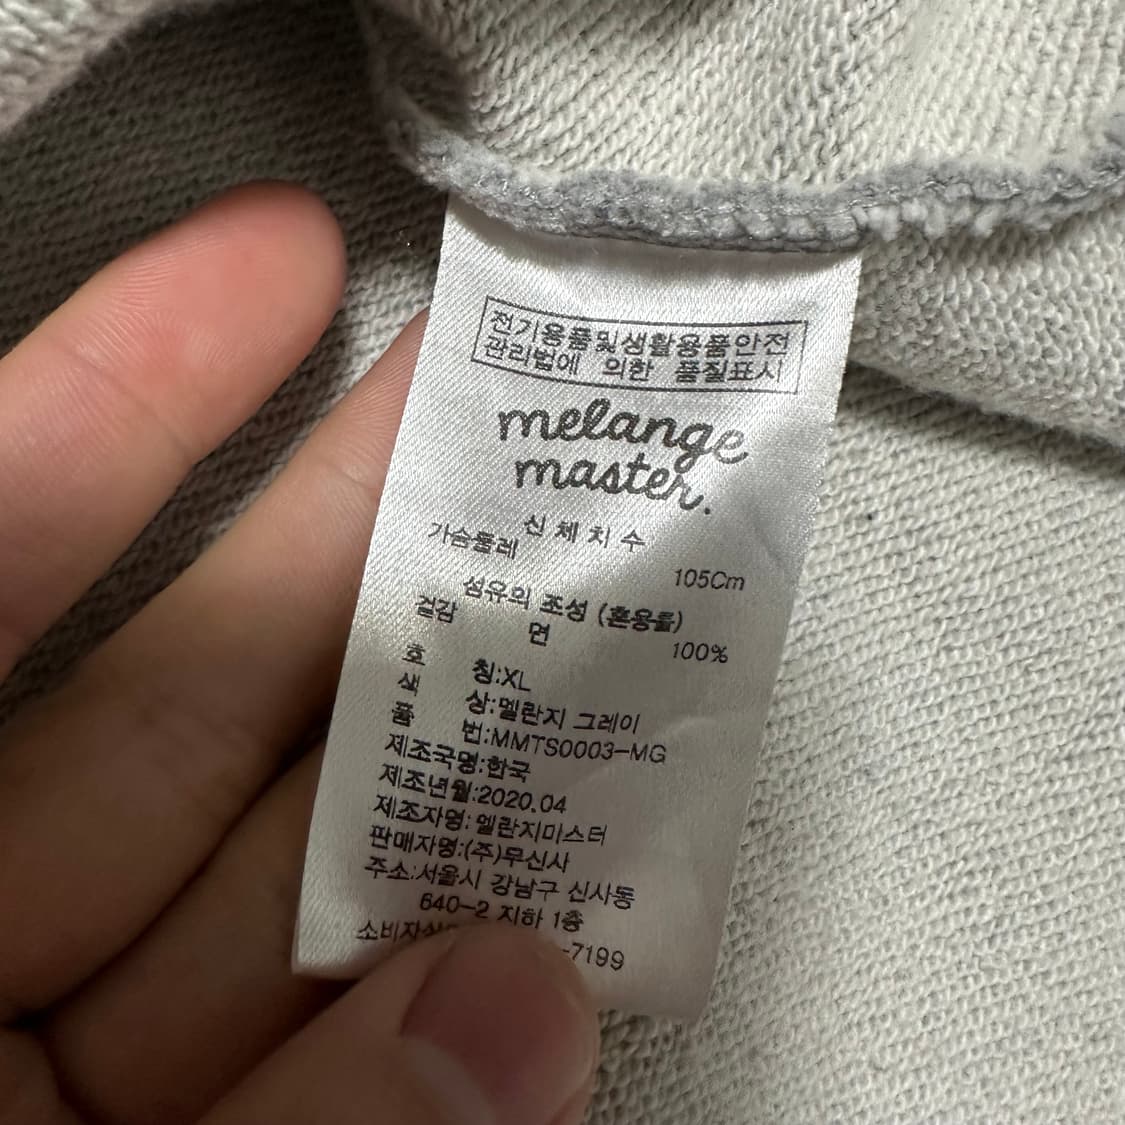 전기용품및생활용품안전
관리법에 의한 품질표시
melange
master.
신체치수
가슴둘레 105Cm
섬유의 조성 (혼용률)
겉감 면 100%
호 칭:XL
색 상:멜란지 그레이
품 번:MMTS0003-MG
제조국명:한국
제조년월:2020.04
제조자명:멜란지마스터
판매자명:(주)무신사
주소:서울시 강남구 신사동
640-2 지하 1층
-7199